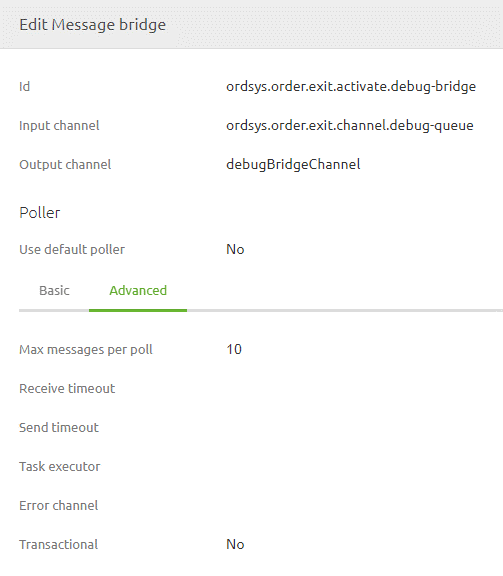 Edit Message bridge
Id ordsys.order.exit.activate.debug-bridge
Input channel ordsys.order.exit.channel.debug-queue
Output channel debugBridgeChannel
Poller
Use default poller No
Basic Advanced
Max messages per poll 10
Receive timeout
Send timeout
Task executor
Error channel
Transactional No